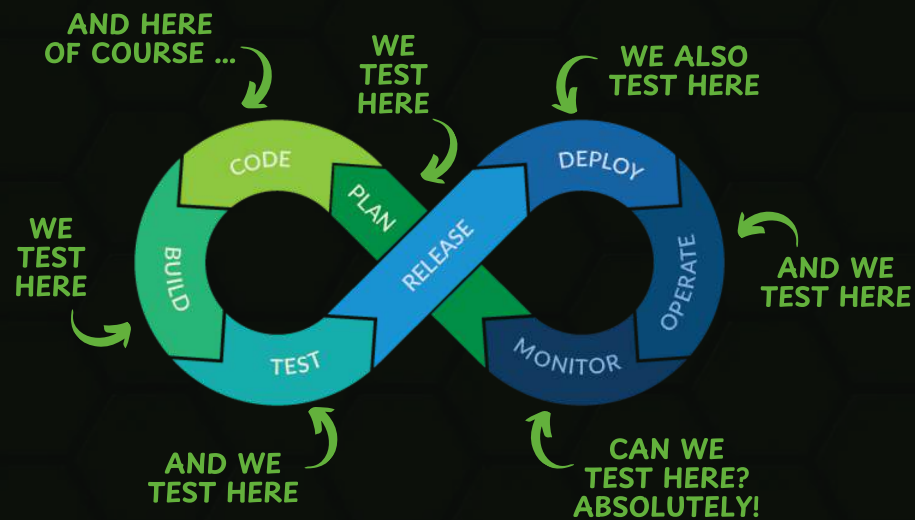 AND HERE
OF COURSE ...
WE
TEST
HERE
WE ALSO
TEST HERE
CODE
DEPLOY
PLAN
WE
TEST
HERE
BUILD
RELEASE
OPERATE
AND WE
TEST HERE
TEST
MONITOR
AND WE
TEST HERE
CAN WE
TEST HERE?
ABSOLUTELY!